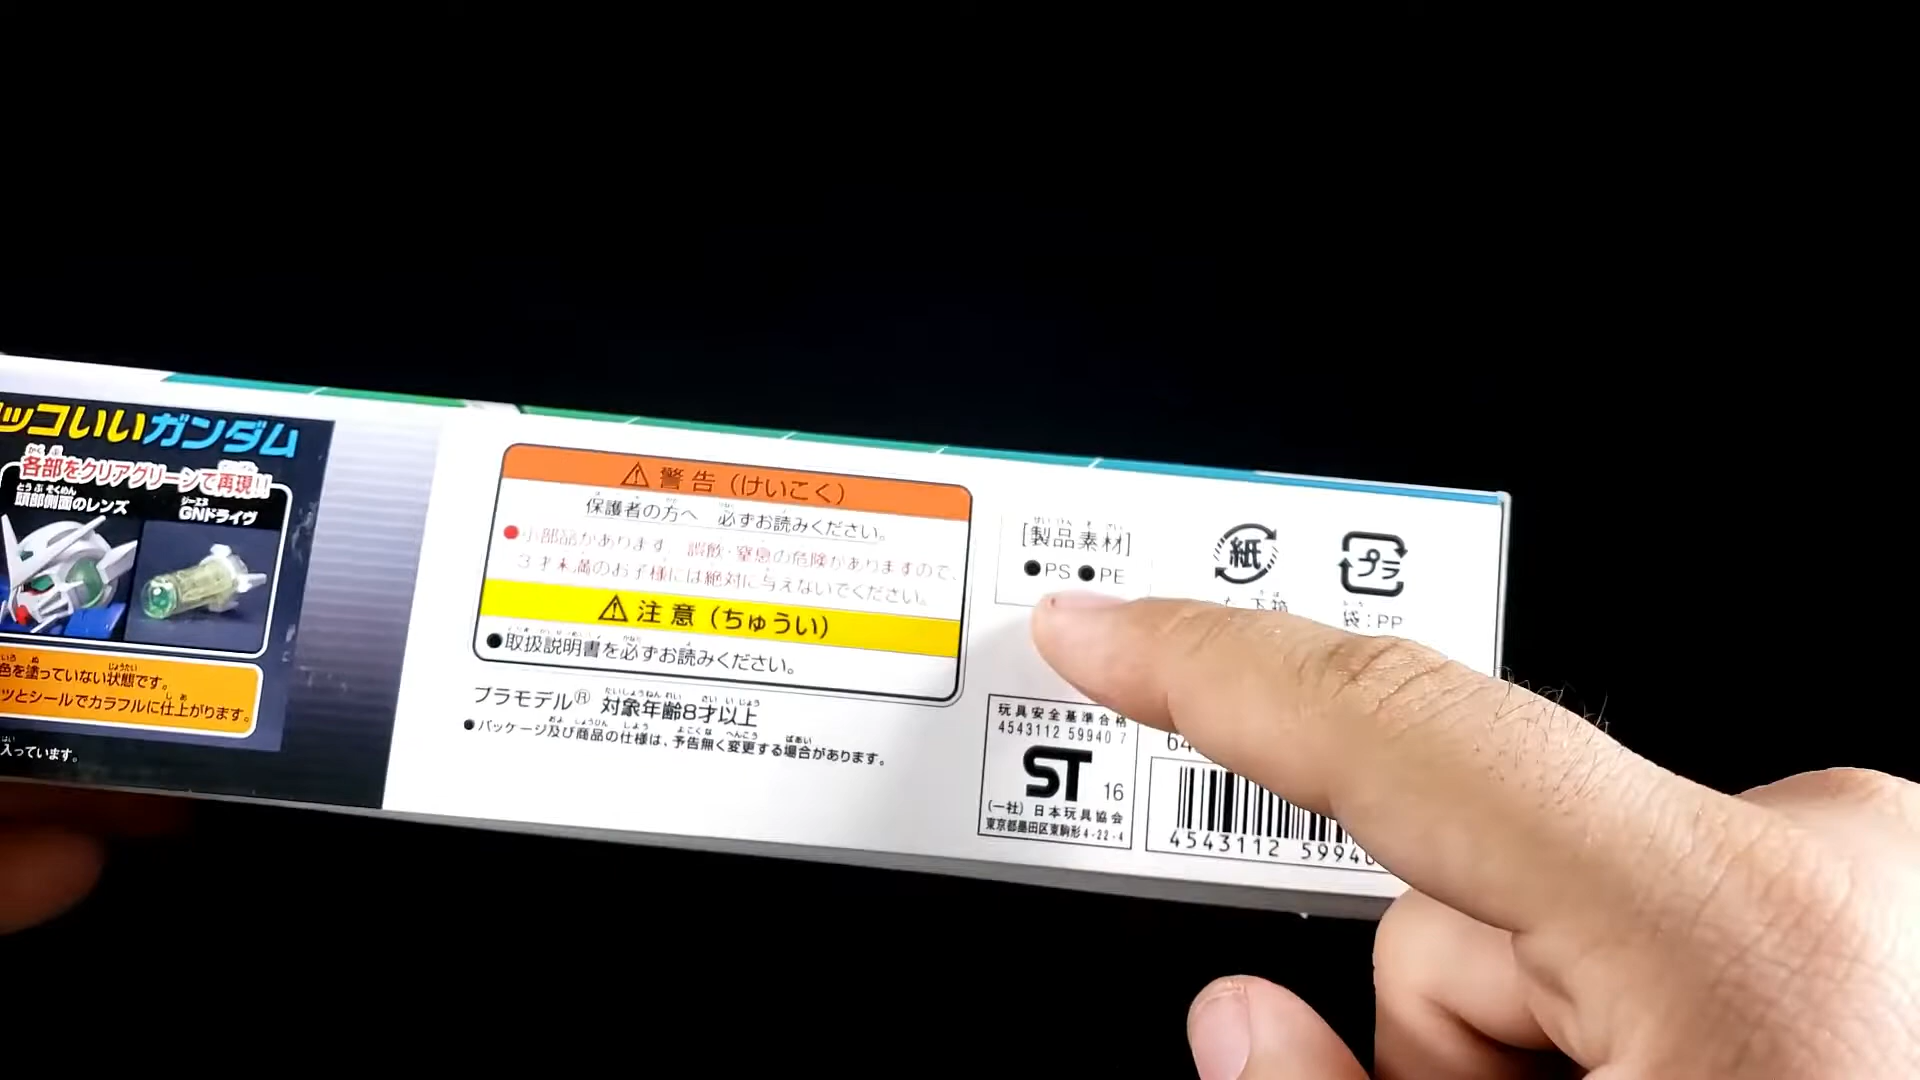 ッコいいガンダム
各部をクリアグリーンで再現!!
頭部側面のレンズ
GNドライヴ
色を塗っていない状態です。
ツとシールでカラフルに仕上がります。
入っています。
警告（けいこく）
保護者の方へ 必ずお読みください。
●小部品があります。誤飲・窒息の危険がありますので、
3才未満のお子様には絶対に与えないでください。
注意（ちゅうい）
●取扱説明書を必ずお読みください。
プラモデル® 対象年齢8才以上
●パッケージ及び商品の仕様は、予告無く変更する場合があります。
[製品素材]
●PS ●PE
紙
下箱
プラ
袋:PP
玩具安全基準合格
4543112 59940 7
ST 16
(一社) 日本玩具協会
東京都墨田区東駒形4-22-4
64
4543112 59940